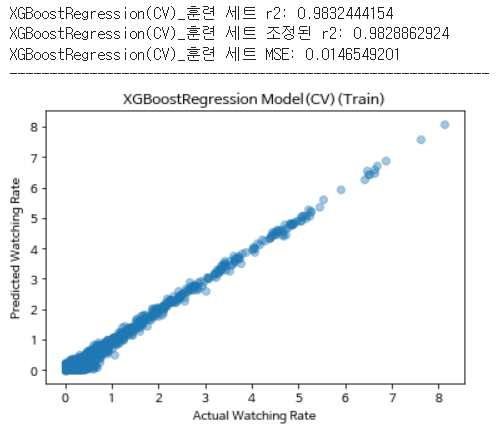 XGBoostRegression(CV)_훈련 세트 r2: 0.9832444154
XGBoostRegression(CV)_훈련 세트 조정된 r2: 0.9828862924
XGBoostRegression(CV)_훈련 세트 MSE: 0.0146549201
XGBoostRegression Model(CV) (Train)
Predicted Watching Rate
8
7
6
5
4
3
2
1
0
0 1 2 3 4 5 6 7 8
Actual Watching Rate